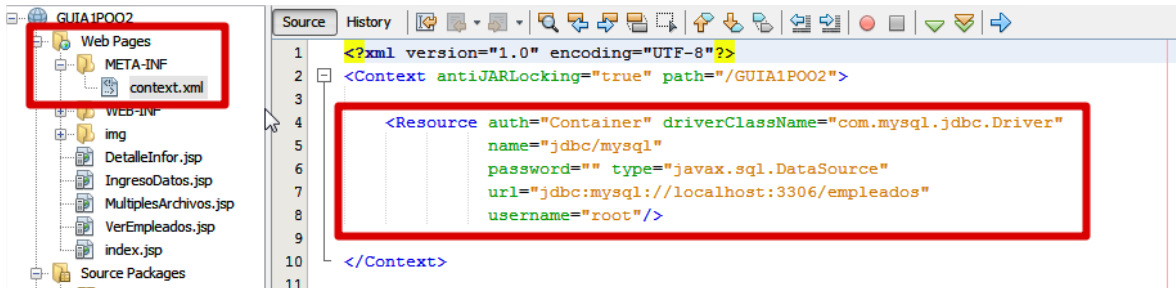 GUIA1POO2
Web Pages
META-INF
context.xml
WEB-INF
img
DetalleInfor.jsp
IngresoDatos.jsp
MultiplesArchivos.jsp
VerEmpleados.jsp
index.jsp
Source Packages
Source History
1 <?xml version="1.0" encoding="UTF-8"?>
2 <Context antiJARLocking="true" path="/GUIA1POO2">
3
4 <Resource auth="Container" driverClassName="com.mysql.jdbc.Driver"
5 name="jdbc/mysql"
6 password="" type="javax.sql.DataSource"
7 url="jdbc:mysql://localhost:3306/empleados"
8 username="root"/>
9
10 </Context>
11